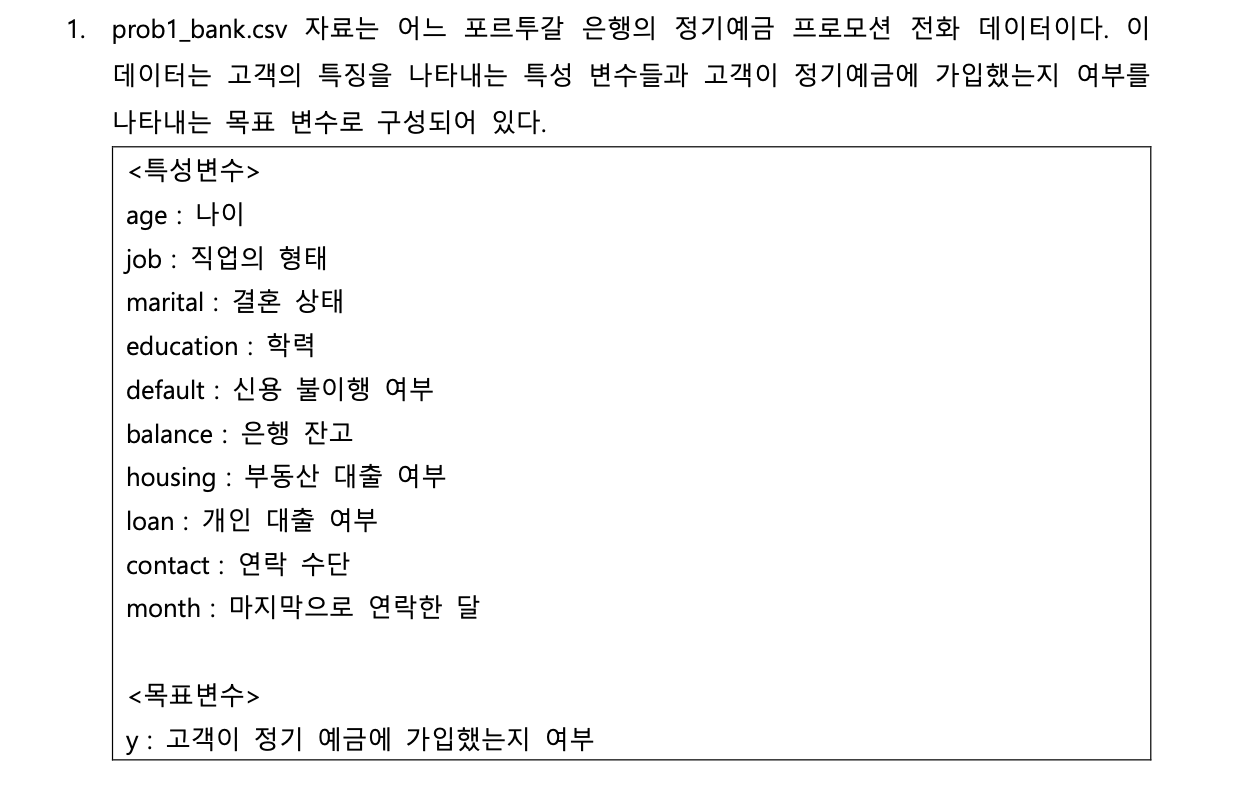 1. prob1_bank.csv 자료는 어느 포르투갈 은행의 정기예금 프로모션 전화 데이터이다. 이
데이터는 고객의 특징을 나타내는 특성 변수들과 고객이 정기예금에 가입했는지 여부를
나타내는 목표 변수로 구성되어 있다.
<특성변수>
age : 나이
job : 직업의 형태
marital : 결혼 상태
education : 학력
default : 신용 불이행 여부
balance : 은행 잔고
housing : 부동산 대출 여부
loan : 개인 대출 여부
contact : 연락 수단
month : 마지막으로 연락한 달
<목표변수>
y : 고객이 정기 예금에 가입했는지 여부